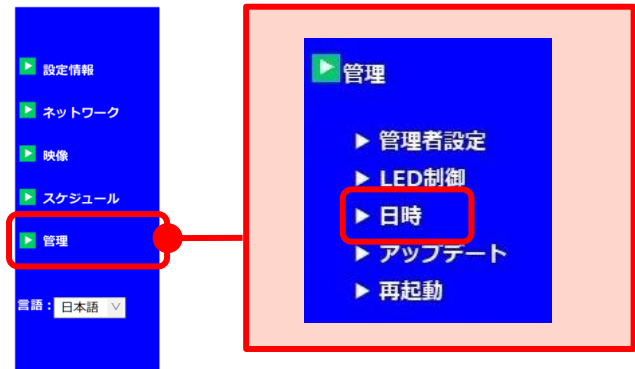 設定情報
ネットワーク
映像
スケジュール
管理
言語：日本語
管理
管理者設定
LED制御
日時
アップデート
再起動